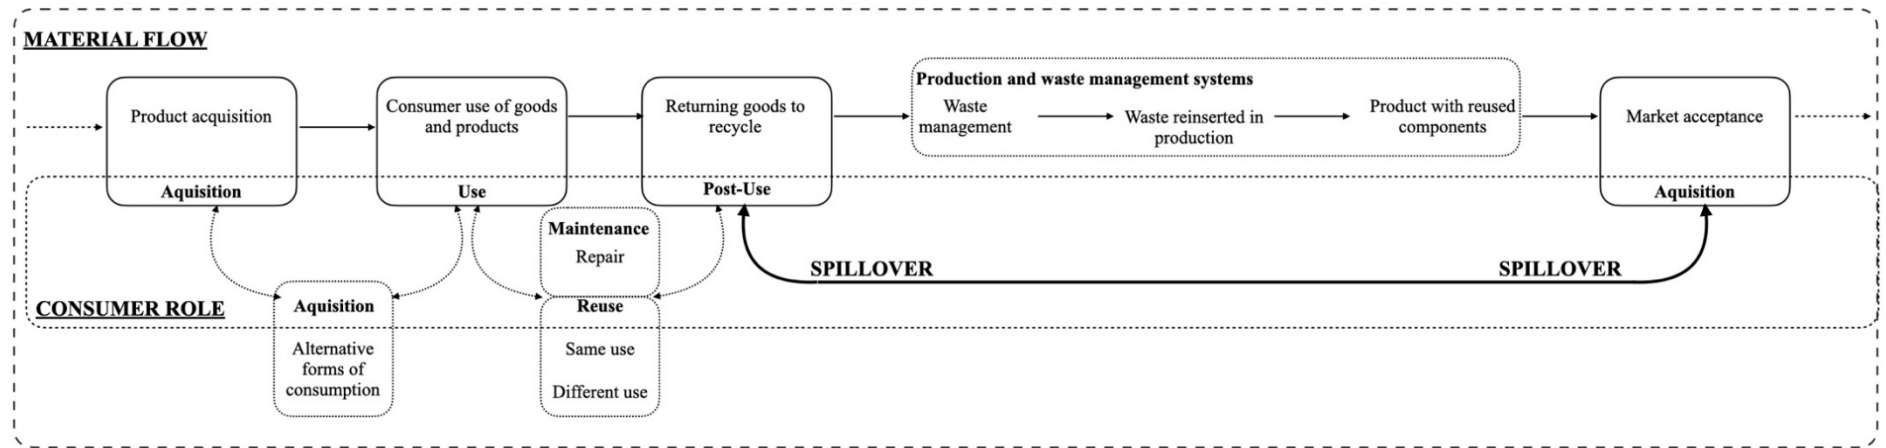 MATERIAL FLOW
Product acquisition
Aquisition
Consumer use of goods
and products
Use
Returning goods to
recycle
Post-Use
Production and waste management systems
Waste
management
Waste reinserted in
production
Product with reused
components
Market acceptance
Aquisition
CONSUMER ROLE
Aquisition
Alternative
forms of
consumption
Maintenance
Repair
Reuse
Same use
Different use
SPILLOVER
SPILLOVER